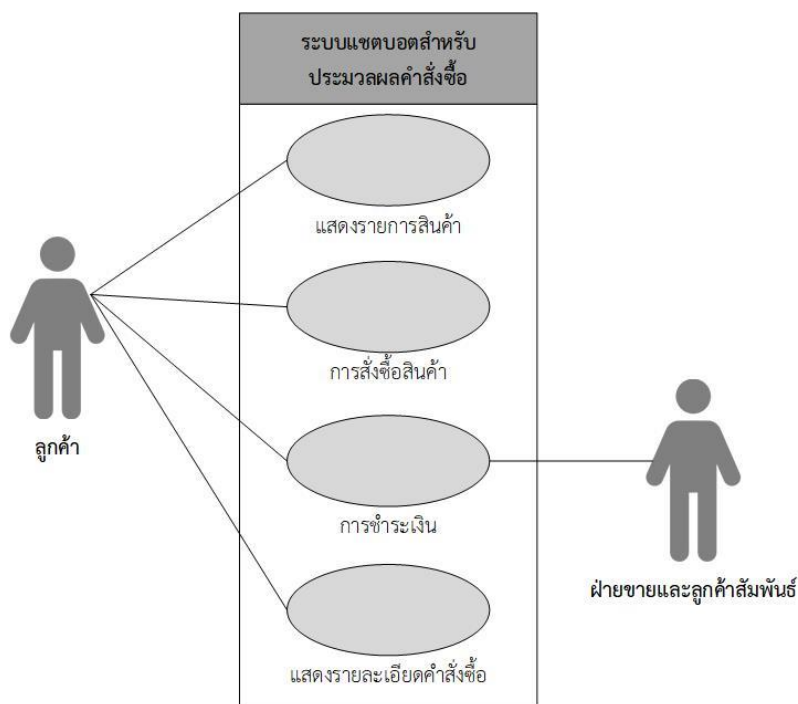 ระบบแชตบอตสำหรับ
ประมวลผลคำสั่งซื้อ
แสดงรายการสินค้า
การสั่งซื้อสินค้า
ลูกค้า
การชำระเงิน
ฝ่ายขายและลูกค้าสัมพันธ์
แสดงรายละเอียดคำสั่งซื้อ